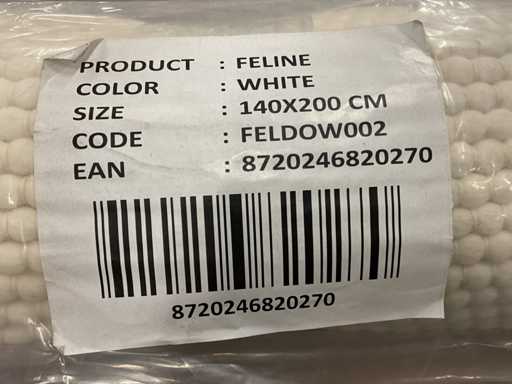 PRODUCT : FELINE
COLOR : WHITE
SIZE : 140X200 CM
CODE : FELDOW002
EAN : 8720246820270
8720246820270